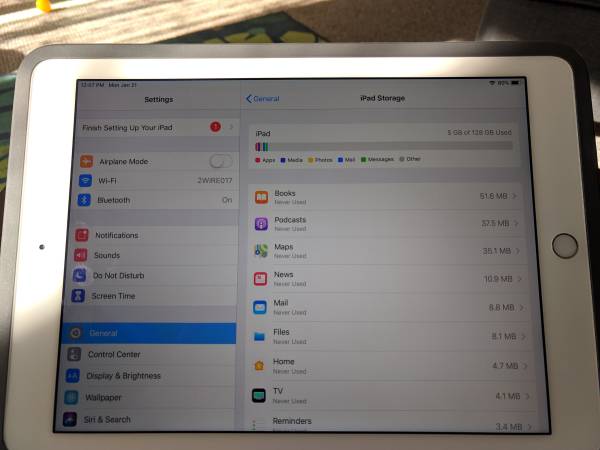 12:07 PM Mon Jan 21
80%
Settings
Finish Setting Up Your iPad
1
Airplane Mode
Wi-Fi 2WIRE017
Bluetooth On
Notifications
Sounds
Do Not Disturb
Screen Time
General
Control Center
AA Display & Brightness
Wallpaper
Siri & Search
General
iPad Storage
iPad 5 GB of 128 GB Used
Apps Media Photos Mail Messages Other
Books 51.6 MB
Never Used
Podcasts 37.5 MB
Never Used
Maps 35.1 MB
Never Used
News 10.9 MB
Never Used
Mail 8.8 MB
Never Used
Files 8.1 MB
Never Used
Home 4.7 MB
Never Used
tv
TV 4.1 MB
Never Used
Reminders 3.4 MB
Never Used